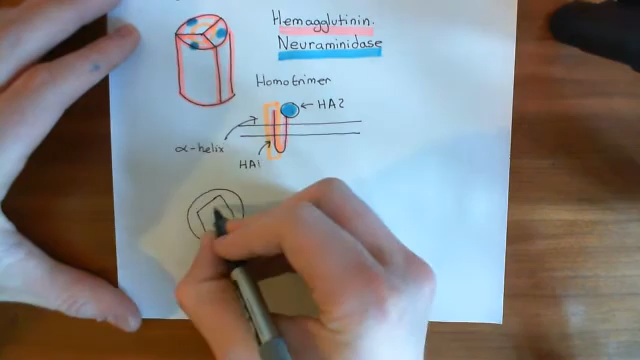 Hemagglutinin.
Neuraminidase
Homotrimer
HA2
α-helix
HA1